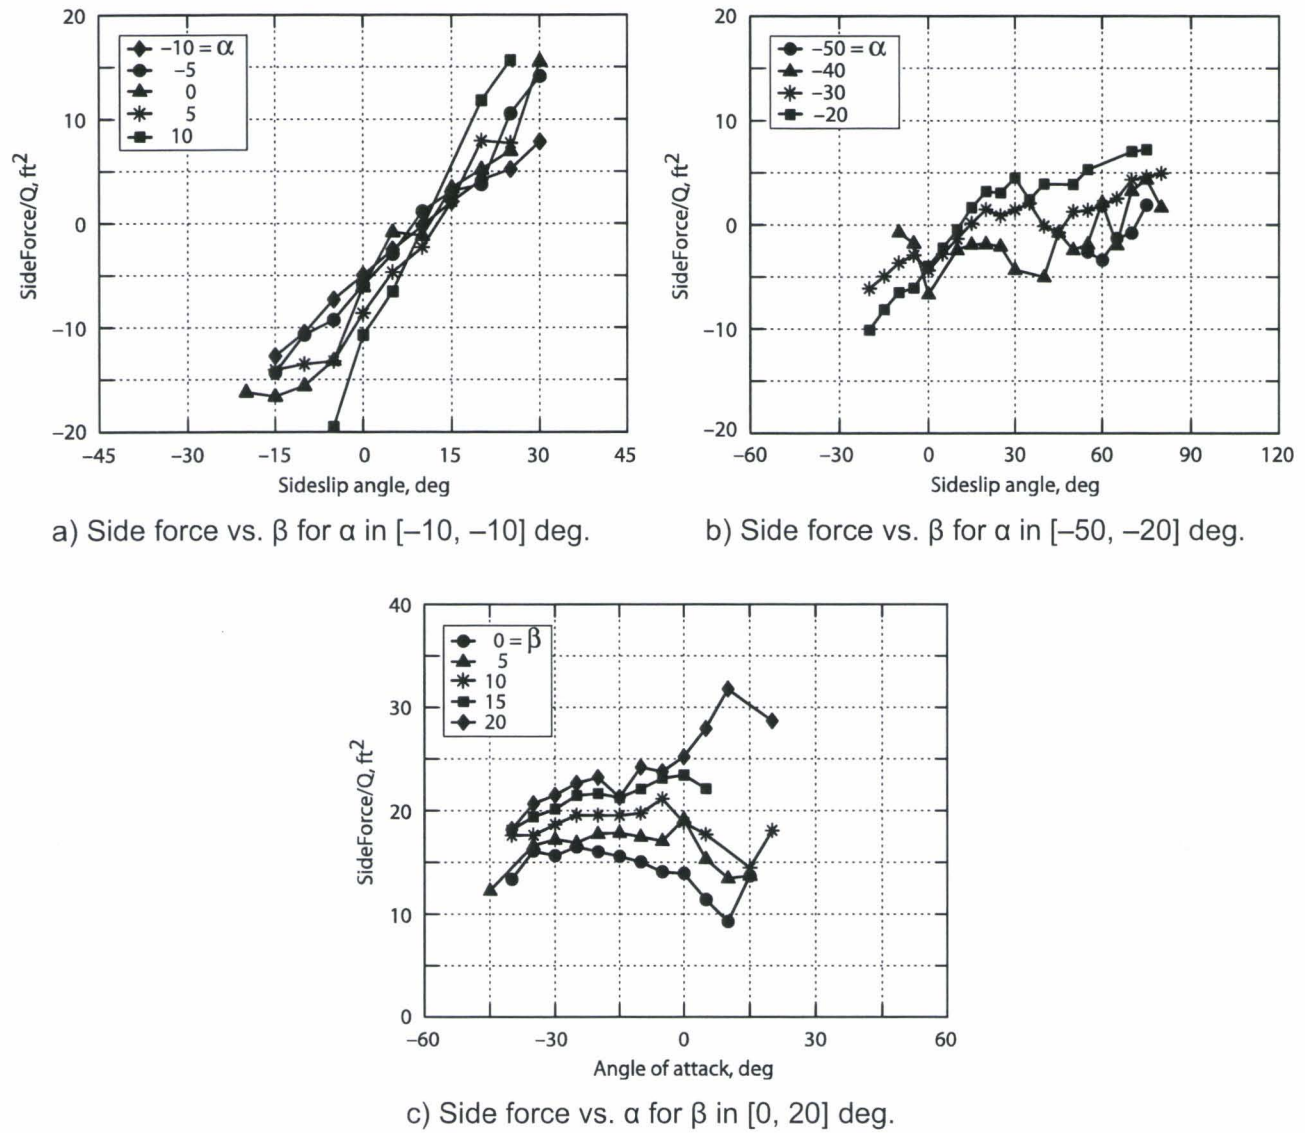 20
10
0
−10
−20
SideForce/Q, ft²
−10 = α
−5
0
5
10
−45 −30 −15 0 15 30 45
Sideslip angle, deg
a) Side force vs. β for α in [−10, −10] deg.
20
10
0
−10
−20
SideForce/Q, ft²
−50 = α
−40
−30
−20
−60 −30 0 30 60 90 120
Sideslip angle, deg
b) Side force vs. β for α in [−50, −20] deg.
40
30
20
10
0
SideForce/Q, ft²
0 = β
5
10
15
20
−60 −30 0 30 60
Angle of attack, deg
c) Side force vs. α for β in [0, 20] deg.